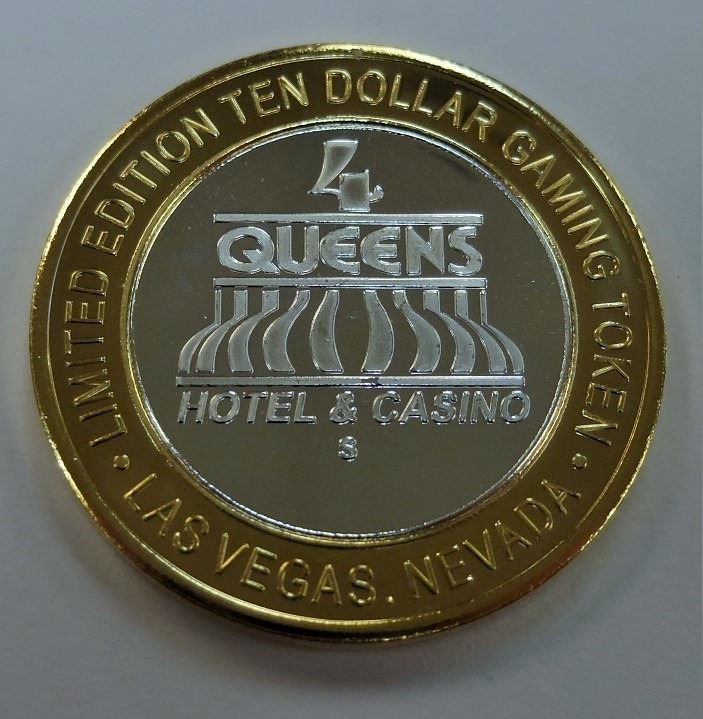 LIMITED EDITION TEN DOLLAR GAMING TOKEN
4
QUEENS
HOTEL & CASINO
S
• LAS VEGAS. NEVADA •